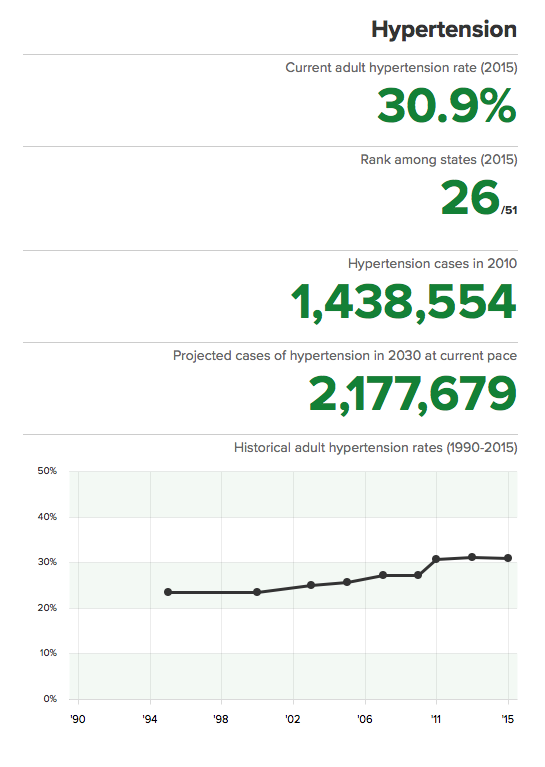 Hypertension
Current adult hypertension rate (2015)
30.9%
Rank among states (2015)
26/51
Hypertension cases in 2010
1,438,554
Projected cases of hypertension in 2030 at current pace
2,177,679
Historical adult hypertension rates (1990-2015)
50%
40%
30%
20%
10%
0%
'90 '94 '98 '02 '06 '11 '15